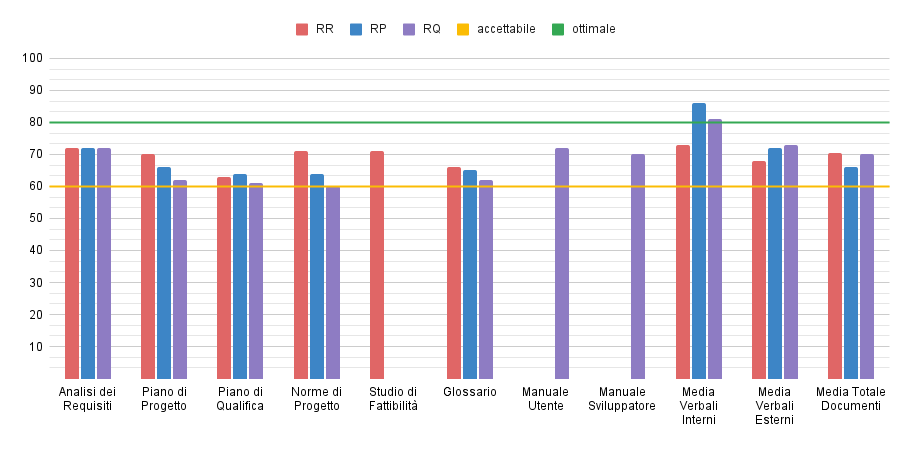 RR RP RQ accettabile ottimale
100
90
80
70
60
50
40
30
20
10
Analisi dei
Requisiti
Piano di
Progetto
Piano di
Qualifica
Norme di
Progetto
Studio di
Fattibilità
Glossario
Manuale
Utente
Manuale
Sviluppatore
Media
Verbali
Interni
Media
Verbali
Esterni
Media Totale
Documenti